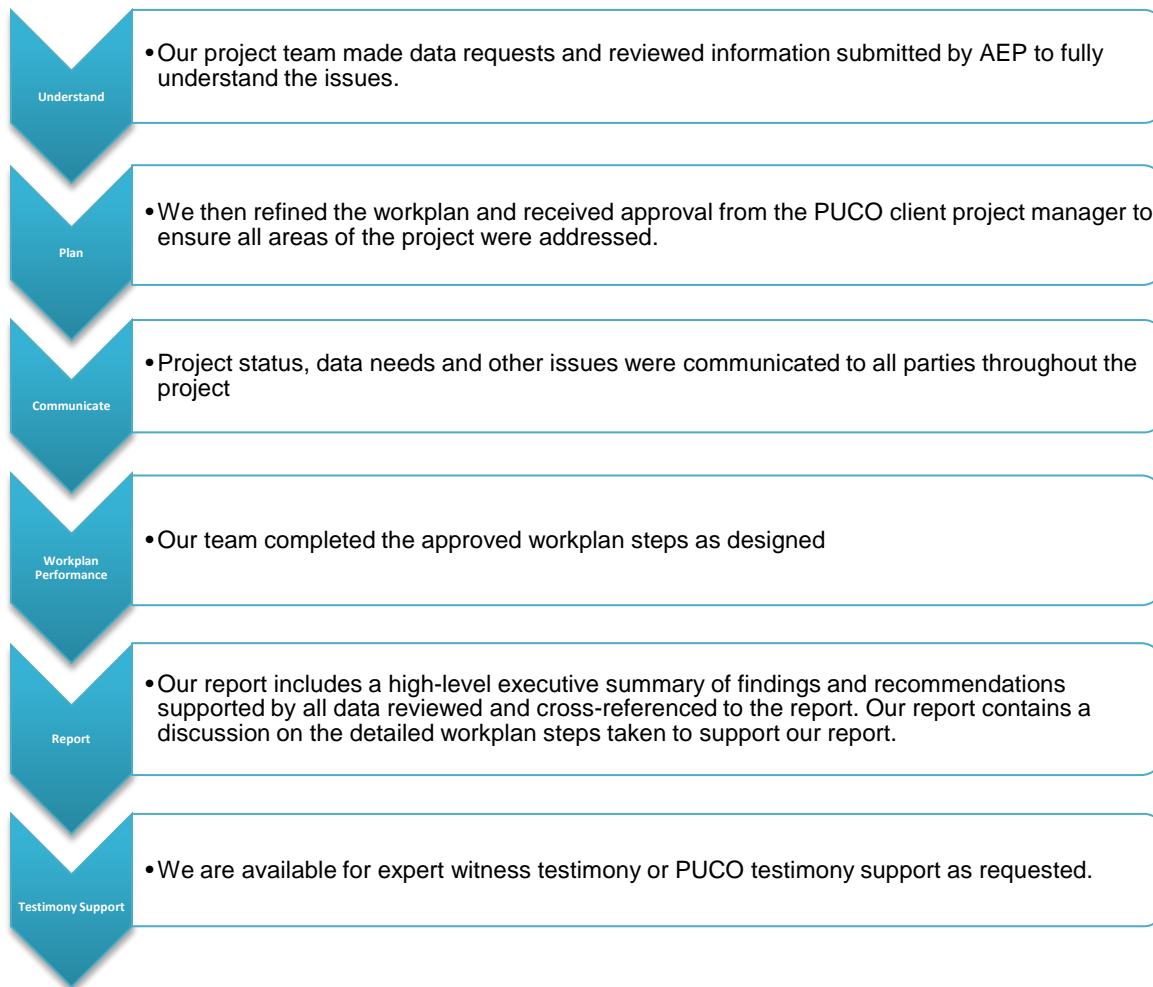 Understand
•Our project team made data requests and reviewed information submitted by AEP to fully
understand the issues.
Plan
•We then refined the workplan and received approval from the PUCO client project manager to
ensure all areas of the project were addressed.
Communicate
•Project status, data needs and other issues were communicated to all parties throughout the
project
Workplan
Performance
•Our team completed the approved workplan steps as designed
Report
•Our report includes a high-level executive summary of findings and recommendations
supported by all data reviewed and cross-referenced to the report. Our report contains a
discussion on the detailed workplan steps taken to support our report.
Testimony Support
•We are available for expert witness testimony or PUCO testimony support as requested.